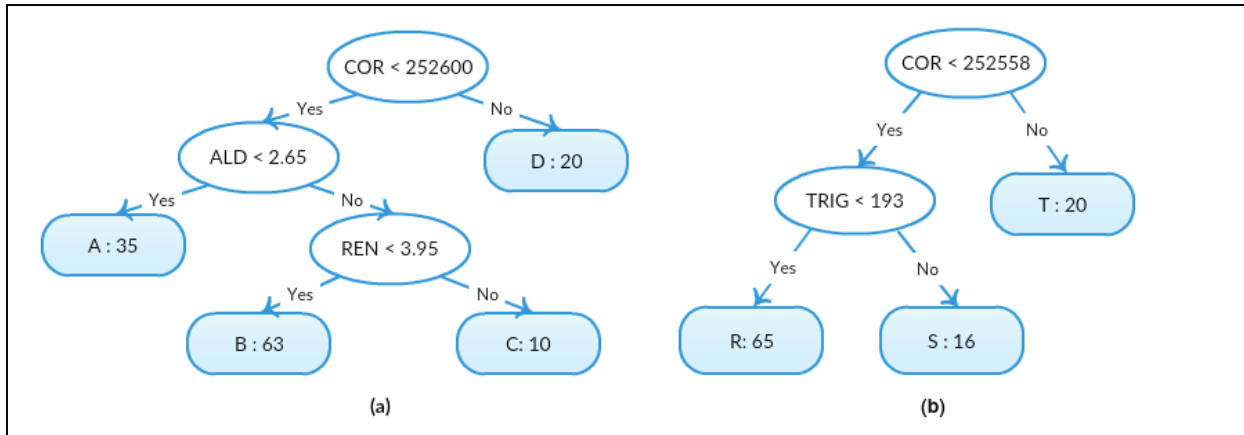 COR < 252600
Yes
No
ALD < 2.65
D : 20
Yes
No
A : 35
REN < 3.95
Yes
No
B : 63
C: 10
(a)
COR < 252558
Yes
No
TRIG < 193
T : 20
Yes
No
R: 65
S : 16
(b)